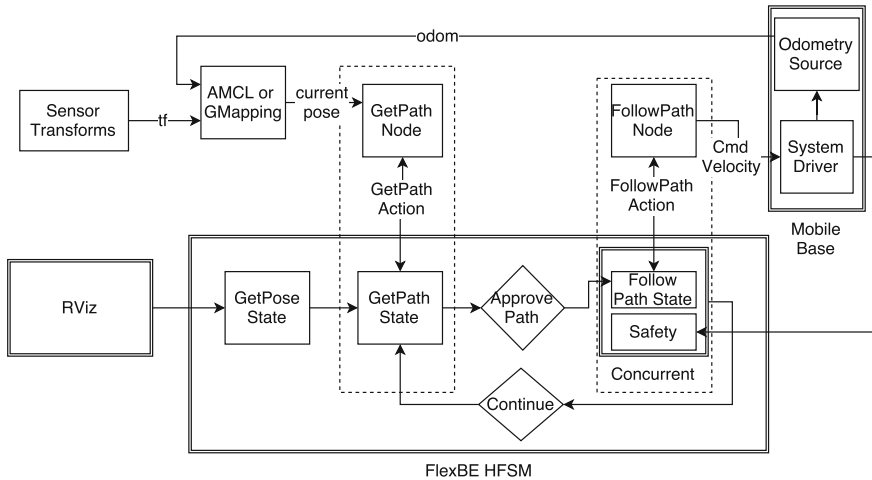 odom
Odometry
Source
Sensor
Transforms
tf
AMCL or
GMapping
current
pose
GetPath
Node
FollowPath
Node
Cmd
Velocity
System
Driver
GetPath
Action
FollowPath
Action
Mobile
Base
RViz
GetPose
State
GetPath
State
Approve
Path
Follow
Path State
Safety
Concurrent
Continue
FlexBE HFSM